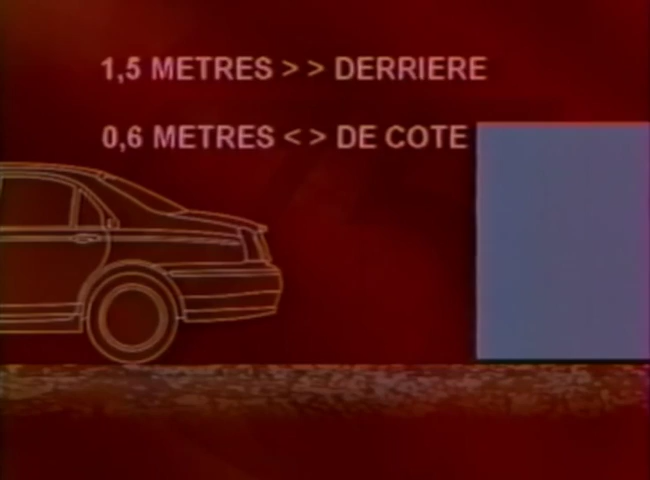 1,5 METRES > > DERRIERE
0,6 METRES < > DE COTE